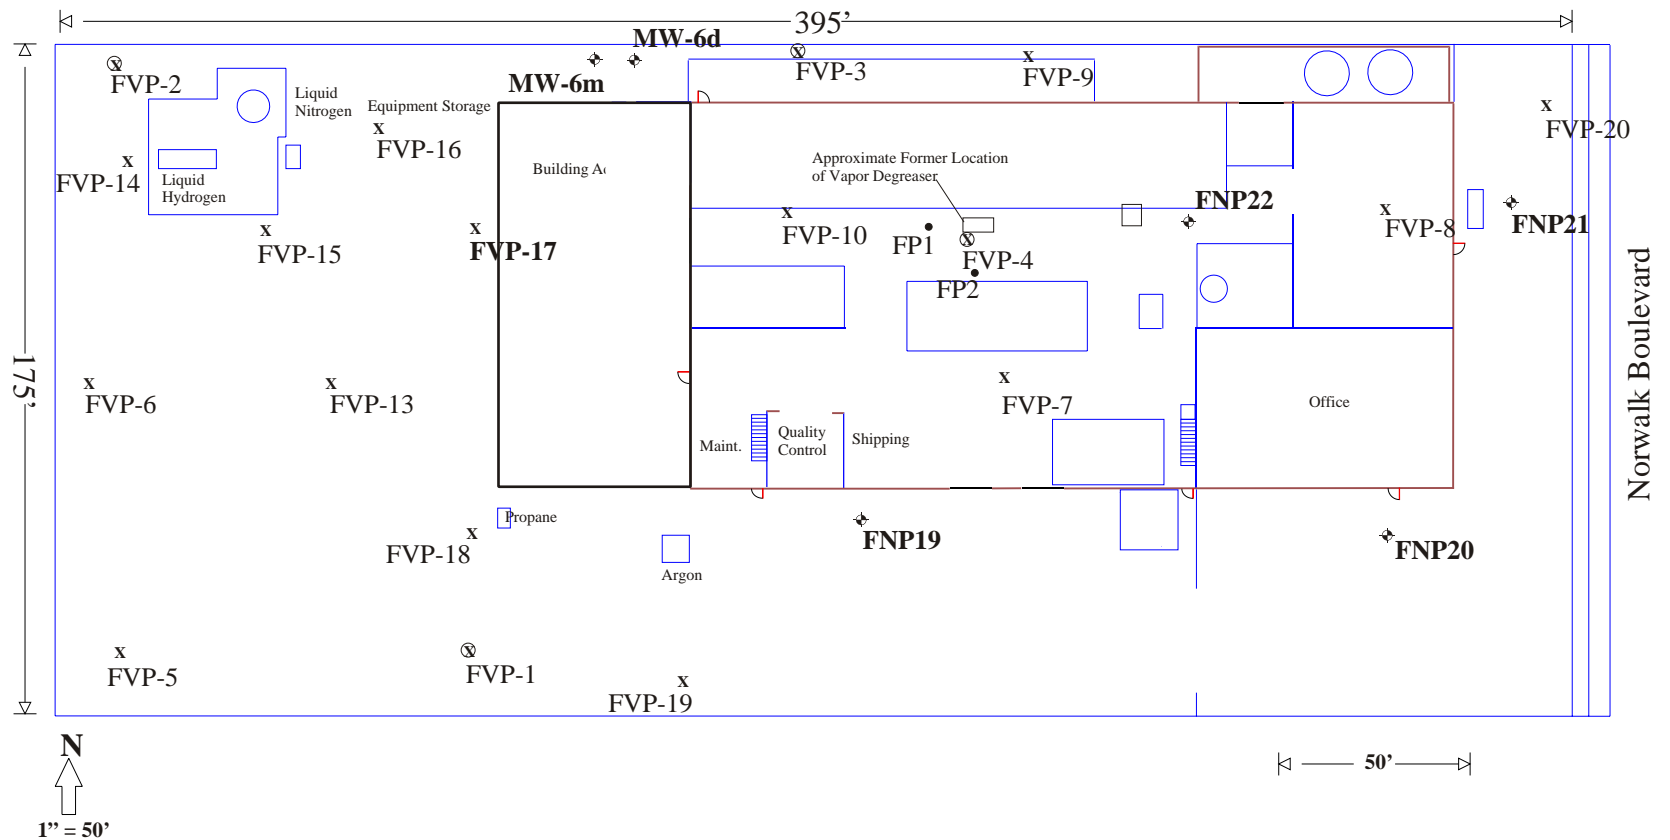 395’
MW-6d
X
FVP-2
X
FVP-3
X
FVP-9
MW-6m
Liquid
Nitrogen
Equipment Storage
X
FVP-16
X
FVP-20
X
FVP-14
Liquid
Hydrogen
Building
Approximate Former Location
of Vapor Degreaser
FNP22
X
FVP-8
FNP21
X
FVP-15
X
FVP-17
X
FVP-10
FP1
X
FVP-4
FP2
Norwalk Boulevard
175’
X
FVP-6
X
FVP-13
X
FVP-7
Office
Maint.
Quality
Control
Shipping
Propane
X
FVP-18
FNP19
FNP20
Argon
X
FVP-5
X
FVP-1
X
FVP-19
N
1” = 50’
50’